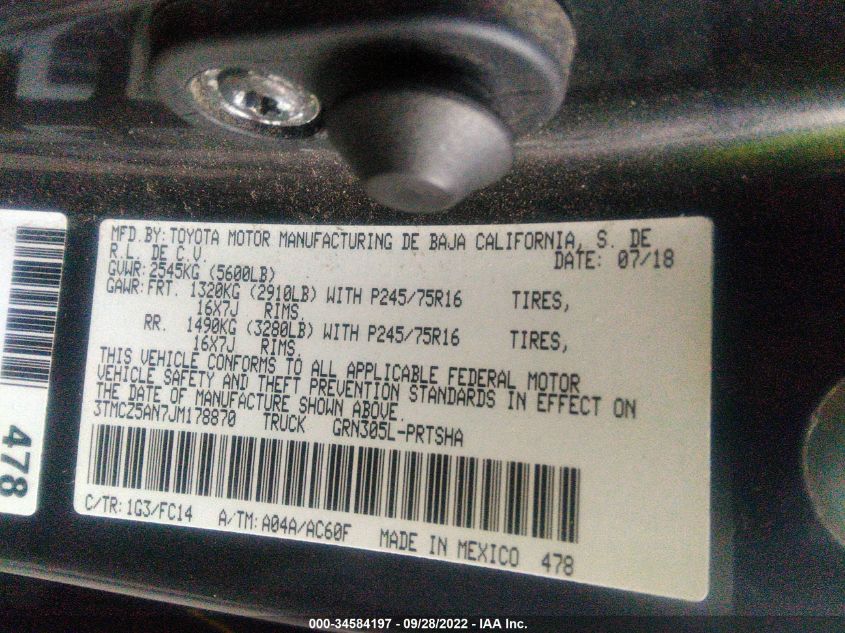 MFD. BY: TOYOTA MOTOR MANUFACTURING DE BAJA CALIFORNIA, S. DE
R.L. DE C.V. DATE: 07/18
GVWR: 2545KG (5600LB)
GAWR: FRT. 1320KG (2910LB) WITH P245/75R16 TIRES,
16X7J RIMS,
RR. 1490KG (3280LB) WITH P245/75R16 TIRES,
16X7J RIMS,
THIS VEHICLE CONFORMS TO ALL APPLICABLE FEDERAL MOTOR
VEHICLE SAFETY AND THEFT PREVENTION STANDARDS IN EFFECT ON
THE DATE OF MANUFACTURE SHOWN ABOVE.
3TMCZ5AN7JM178870 TRUCK GRN305L-PRTSHA
C/TR: 1G3/FC14 A/TM: A04A/AC60F MADE IN MEXICO 478
478
000-34584197 - 09/28/2022 - IAA Inc.